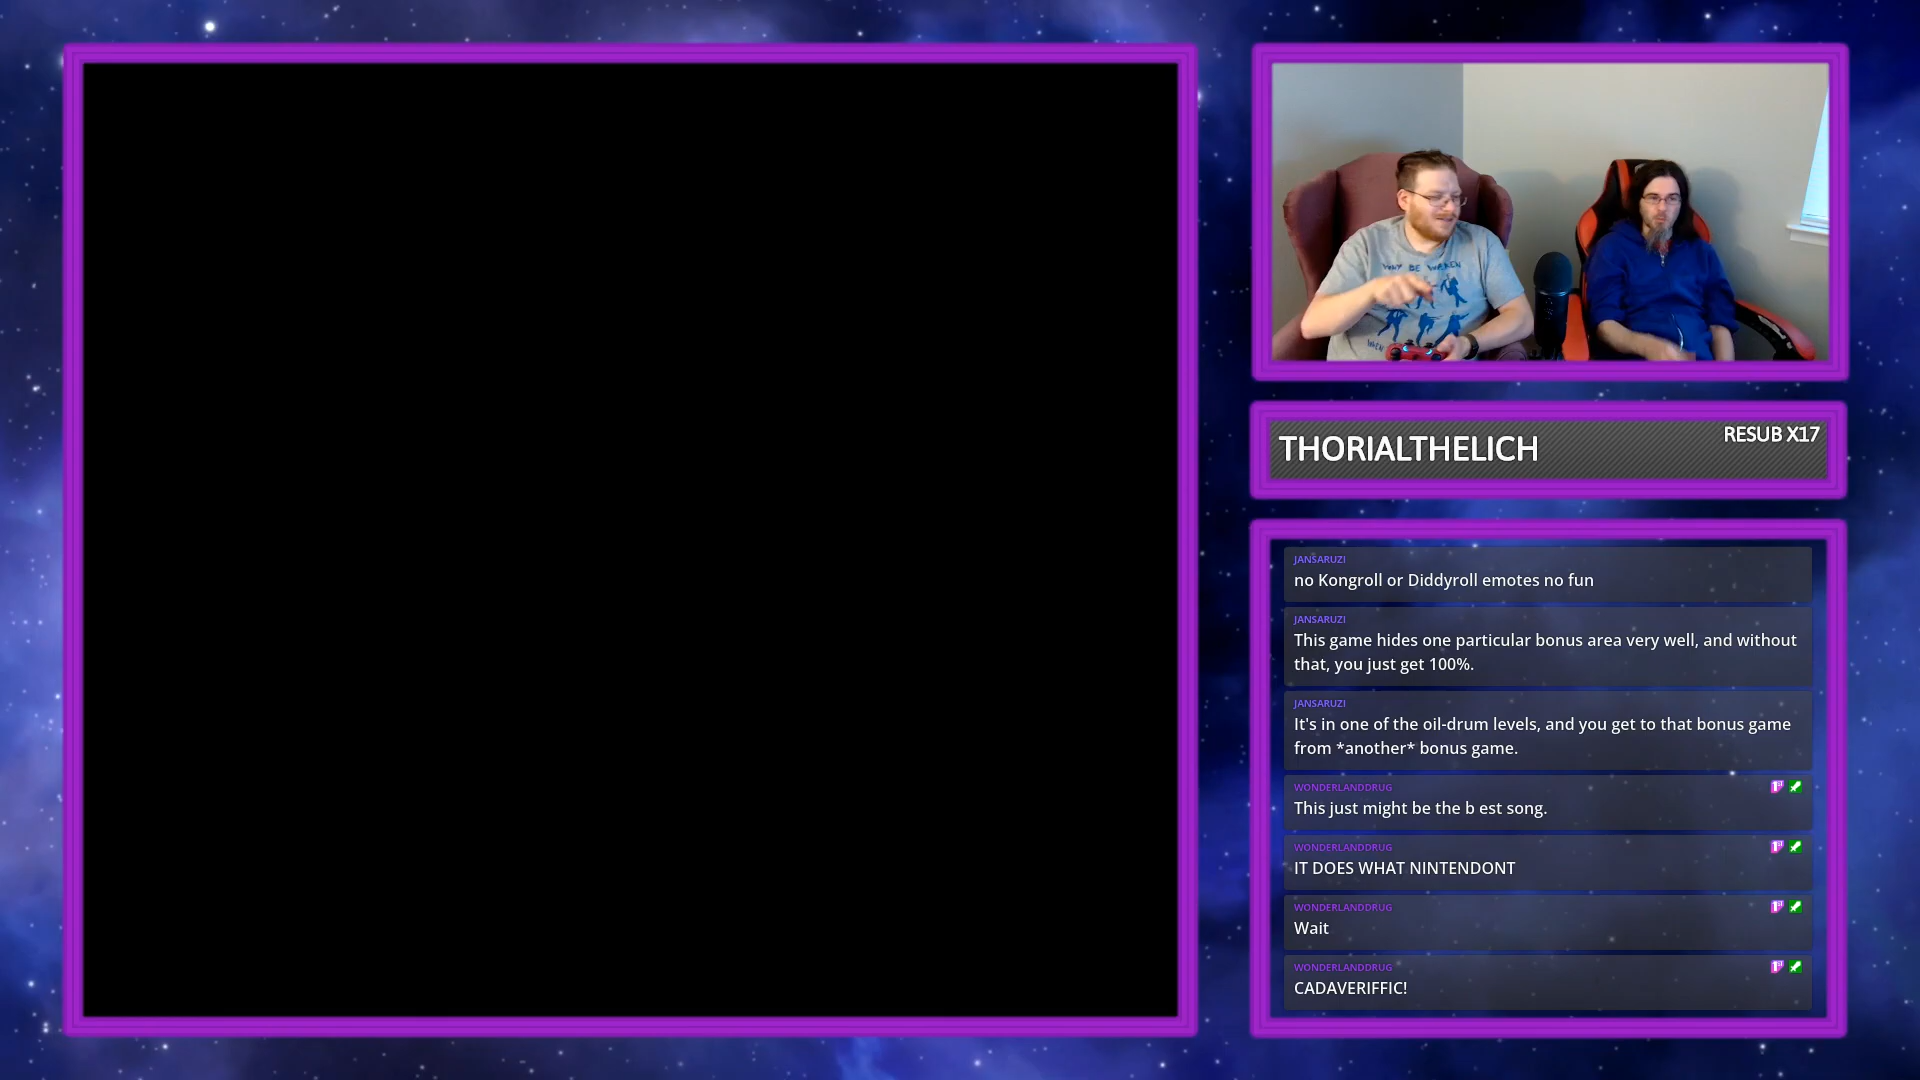 WHY BE
WHEN
THORIALTHELICH
RESUB X17
JANSARUZI
no Kongroll or Diddyroll emotes no fun
JANSARUZI
This game hides one particular bonus area very well, and without
that, you just get 100%.
JANSARUZI
It's in one of the oil-drum levels, and you get to that bonus game
from *another* bonus game.
WONDERLANDDRUG
This just might be the b est song.
WONDERLANDDRUG
IT DOES WHAT NINTENDONT
WONDERLANDDRUG
Wait
WONDERLANDDRUG
CADAVERIFFIC!